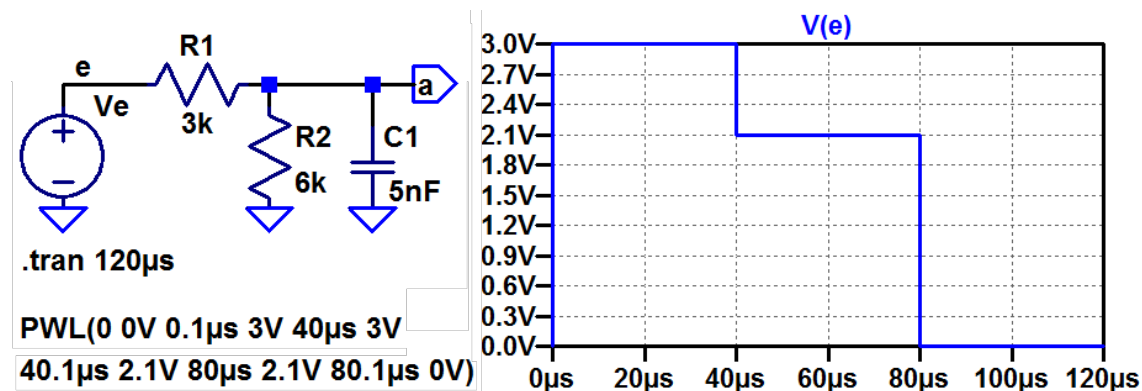 R1
e
Ve
3k
a
R2
6k
C1
5nF
.tran 120µs
PWL(0 0V 0.1µs 3V 40µs 3V
40.1µs 2.1V 80µs 2.1V 80.1µs 0V)
V(e)
3.0V
2.7V
2.4V
2.1V
1.8V
1.5V
1.2V
0.9V
0.6V
0.3V
0.0V
0µs 20µs 40µs 60µs 80µs 100µs 120µs